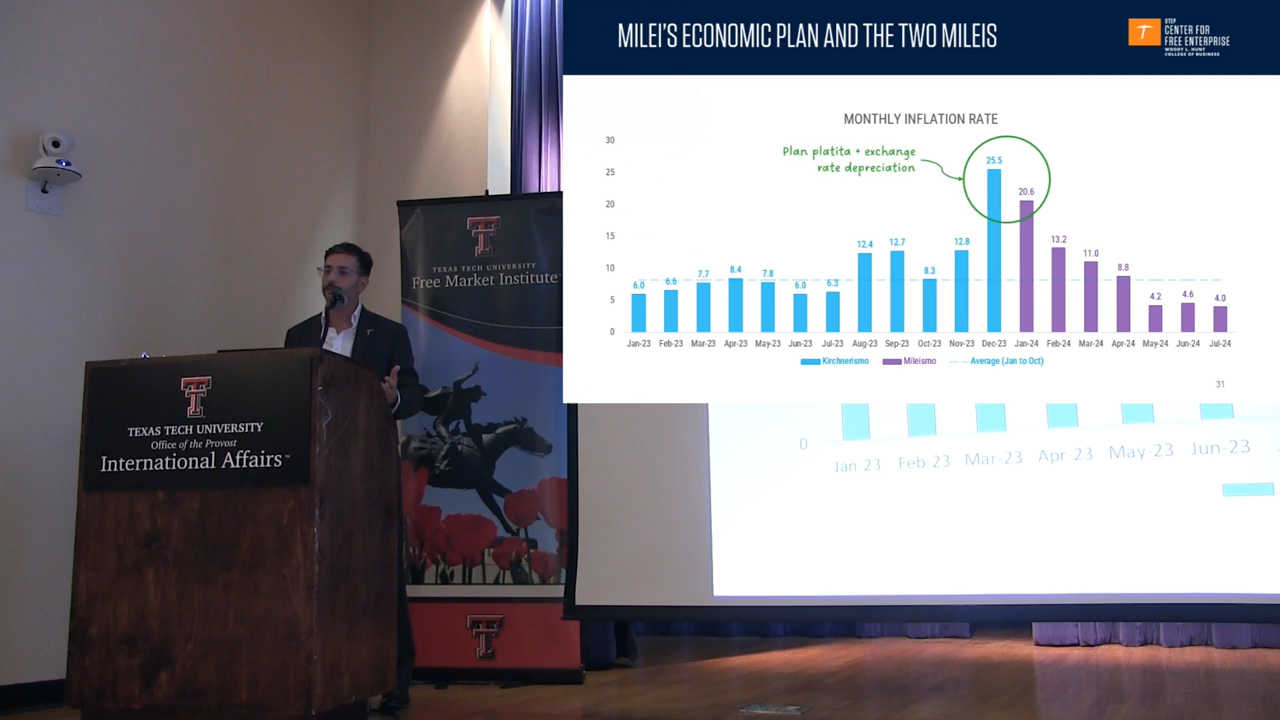 MILEI'S ECONOMIC PLAN AND THE TWO MILEIS
T
UTEP
CENTER FOR
FREE ENTERPRISE
WOODY L. HUNT
COLLEGE OF BUSINESS
MONTHLY INFLATION RATE
Plan platita + exchange
rate depreciation
30
25
20
15
10
5
0
6.0
6.6
7.7
8.4
7.8
6.0
6.3
12.4
12.7
8.3
12.8
25.5
20.6
13.2
11.0
8.8
4.2
4.6
4.0
Jan-23 Feb-23 Mar-23 Apr-23 May-23 Jun-23 Jul-23 Aug-23 Sep-23 Oct-23 Nov-23 Dec-23 Jan-24 Feb-24 Mar-24 Apr-24 May-24 Jun-24 Jul-24
Kirchnerismo Mileismo Average (Jan to Oct)
31
0
Jan-23 Feb-23 Mar-23 Apr-23 May-23 Jun-23
TEXAS TECH UNIVERSITY
Free Market Institute
TEXAS TECH UNIVERSITY
Office of the Provost
International Affairs™